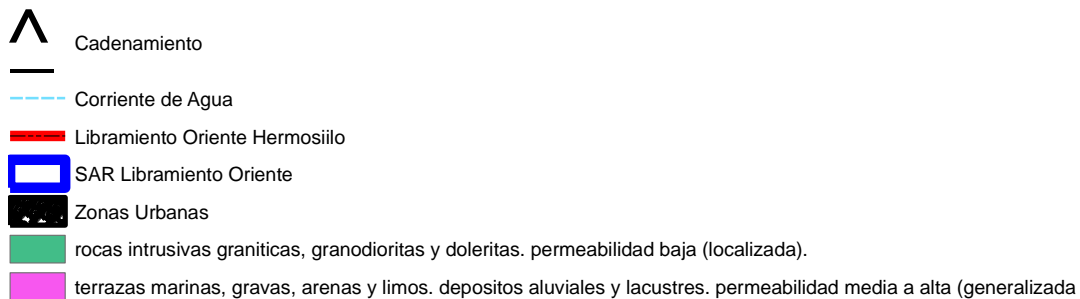 Cadenamiento
Corriente de Agua
Libramiento Oriente Hermosiilo
SAR Libramiento Oriente
Zonas Urbanas
rocas intrusivas graniticas, granodioritas y doleritas. permeabilidad baja (localizada).
terrazas marinas, gravas, arenas y limos. depositos aluviales y lacustres. permeabilidad media a alta (generalizada